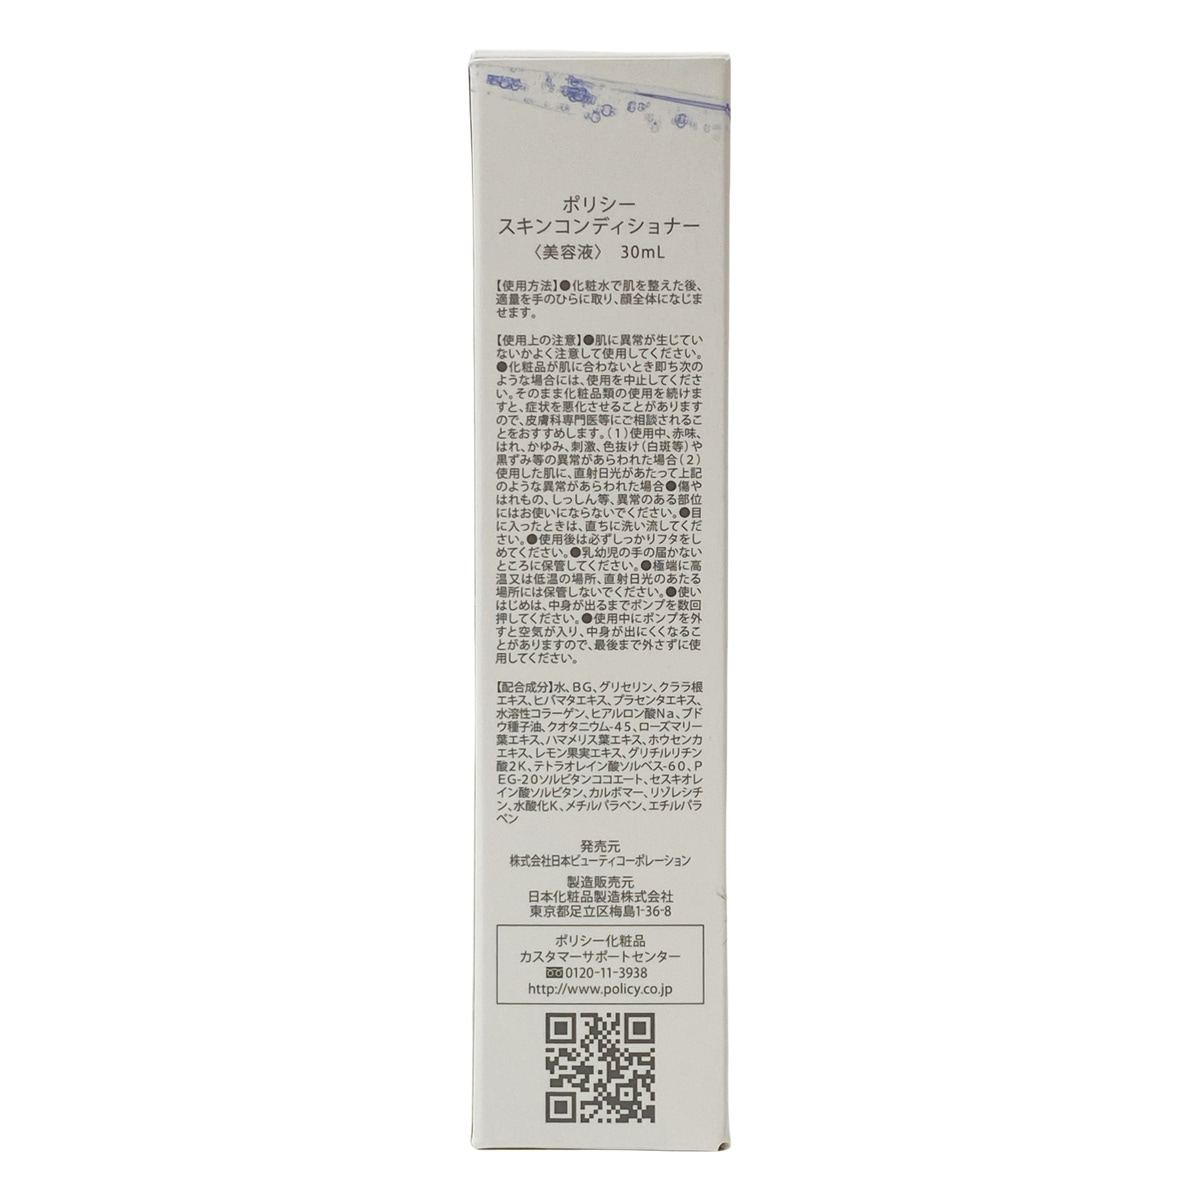 ポリシー
スキンコンディショナー
〈美容液〉 30mL
【使用方法】●化粧水で肌を整えた後、
適量を手のひらに取り、顔全体になじま
せます。
【使用上の注意】●肌に異常が生じてい
ないかよく注意して使用してください。
●化粧品が肌に合わないとき即ち次の
ような場合には、使用を中止してくださ
い。そのまま化粧品類の使用を続けま
すと、症状を悪化させることがあります
ので、皮膚科専門医等にご相談されるこ
とをおすすめします。（1）使用中、赤味、
はれ、かゆみ、刺激、色抜け（白斑等）や
黒ずみ等の異常があらわれた場合（2）
使用した肌に、直射日光があたって上記
のような異常があらわれた場合●傷や
はれもの、しっしん等、異常のある部位
にはお使いにならないでください。●目
に入ったときは、直ちに洗い流してくだ
さい。●使用後は必ずしっかりフタをし
めてください。●乳幼児の手の届かない
ところに保管してください。●極端に高
温又は低温の場所、直射日光のあたる
場所には保管しないでください。●使い
はじめは、中身が出るまでポンプを数回
押してください。●使用中にポンプを外
すと空気が入り、中身が出にくくなるこ
とがありますので、最後まで外さずに使
用してください。
【配合成分】水、BG、グリセリン、クララ根
エキス、ヒバマタエキス、プラセンタエキス、
水溶性コラーゲン、ヒアルロン酸Na、ブド
ウ種子油、クオタニウム-45、ローズマリー
葉エキス、ハマメリス葉エキス、ホウセンカ
エキス、レモン果実エキス、グリチルリチン
酸2K、テトラオレイン酸ソルベス-60、P
EG-20ソルビタンココエート、セスキオレ
イン酸ソルビタン、カルボマー、リゾレシチ
ン、水酸化K、メチルパラベン、エチルパラ
ベン
発売元
株式会社日本ビューティコーポレーション
製造販売元
日本化粧品製造株式会社
東京都足立区梅島1-36-8
ポリシー化粧品
カスタマーサポートセンター
0120-11-3938
http://www.policy.co.jp